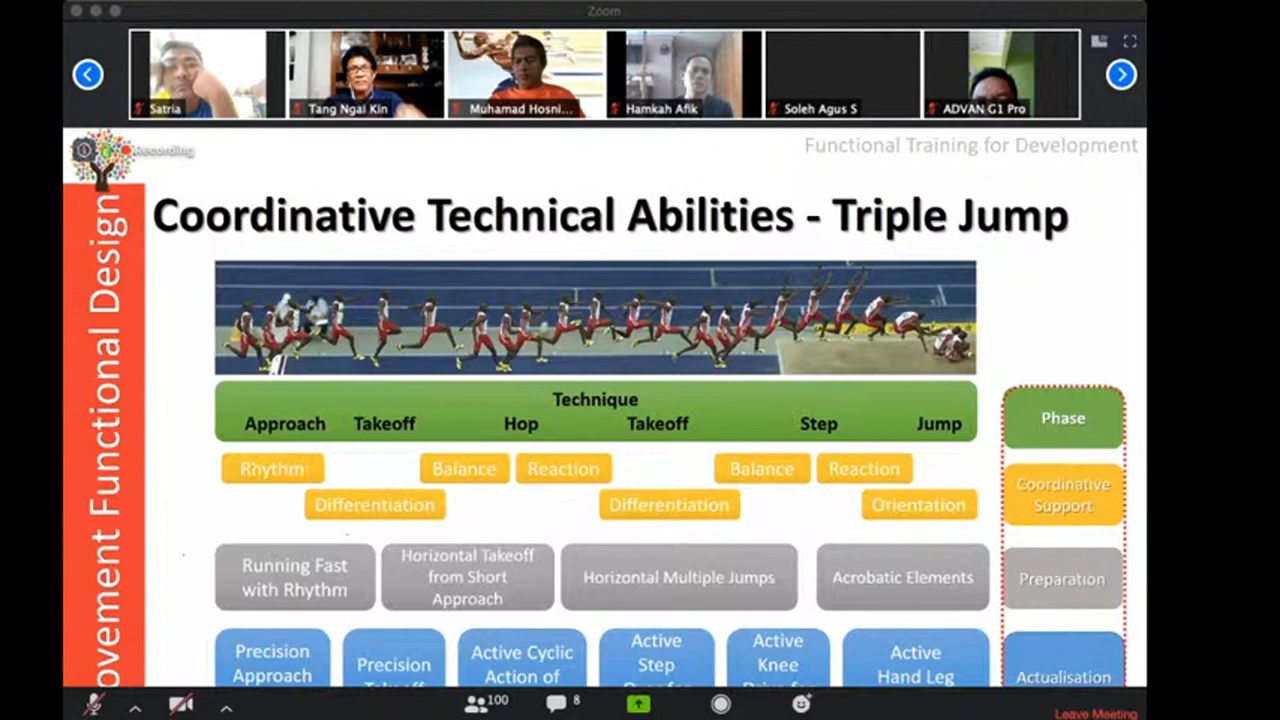 Zoom
Satria
Tang Ngai Kin
Muhamad Hosni...
Hamkah Afik
Soleh Agus S
ADVAN G1 Pro
Recording
Functional Training for Development
Coordinative Technical Abilities - Triple Jump
ovement Functional Design
Technique
Approach Takeoff Hop Takeoff Step Jump
Phase
Rhythm Balance Reaction Balance Reaction
Differentiation Differentiation Orientation
Coordinative
Support
Running Fast
with Rhythm
Horizontal Takeoff
from Short
Approach
Horizontal Multiple Jumps
Acrobatic Elements
Preparation
Precision
Approach
Precision
Takeoff
Active Cyclic
Action of
Active
Step
Active
Knee
Active
Hand Leg
Actualisation
100
8
Leave Meeting